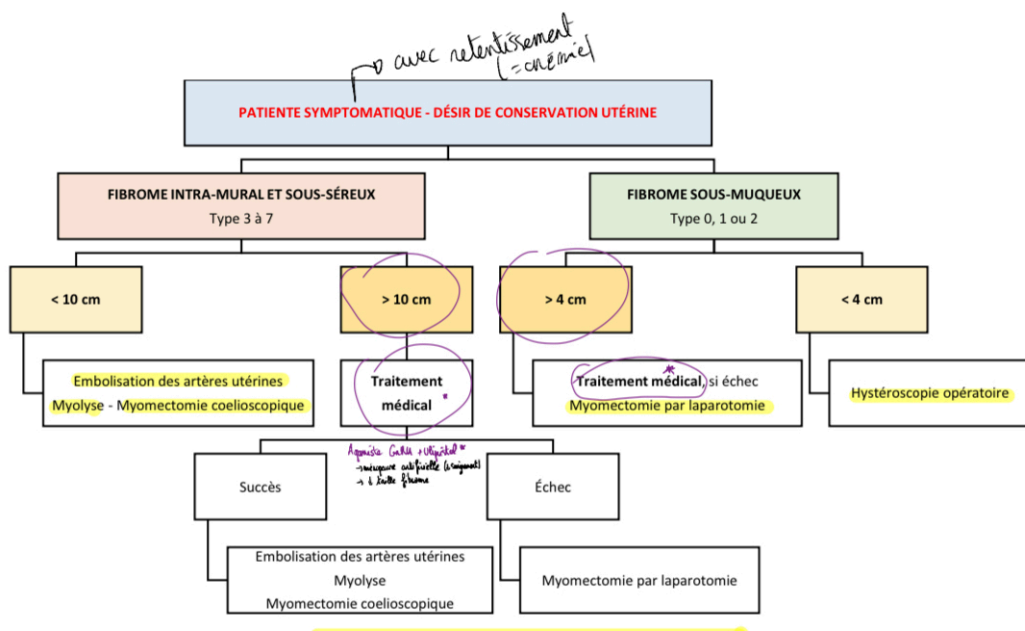 avec retentissement
(=anémie)
PATIENTE SYMPTOMATIQUE - DÉSIR DE CONSERVATION UTÉRINE
FIBROME INTRA-MURAL ET SOUS-SÉREUX
Type 3 à 7
FIBROME SOUS-MUQUEUX
Type 0, 1 ou 2
< 10 cm
> 10 cm
> 4 cm
< 4 cm
Embolisation des artères utérines
Myolyse - Myomectomie coelioscopique
Traitement
médical *
Traitement médical*, si échec
Myomectomie par laparotomie
Hystéroscopie opératoire
Agoniste GnRH +
→ artificielle
→ ↓ taille fibrome
Succès
Échec
Embolisation des artères utérines
Myolyse
Myomectomie coelioscopique
Myomectomie par laparotomie